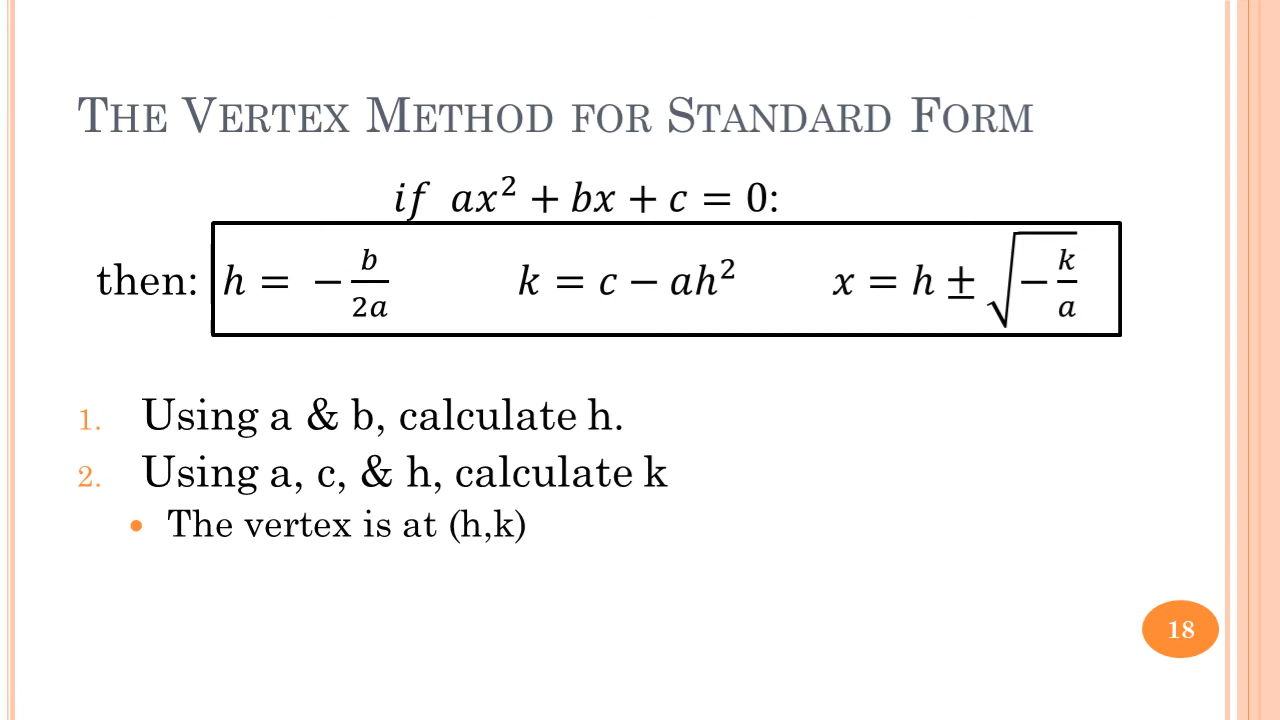 THE VERTEX METHOD FOR STANDARD FORM
if ax² + bx + c = 0:
then: h = −b/2a k = c − ah² x = h ± √(−k/a)
1. Using a & b, calculate h.
2. Using a, c, & h, calculate k
• The vertex is at (h,k)
18